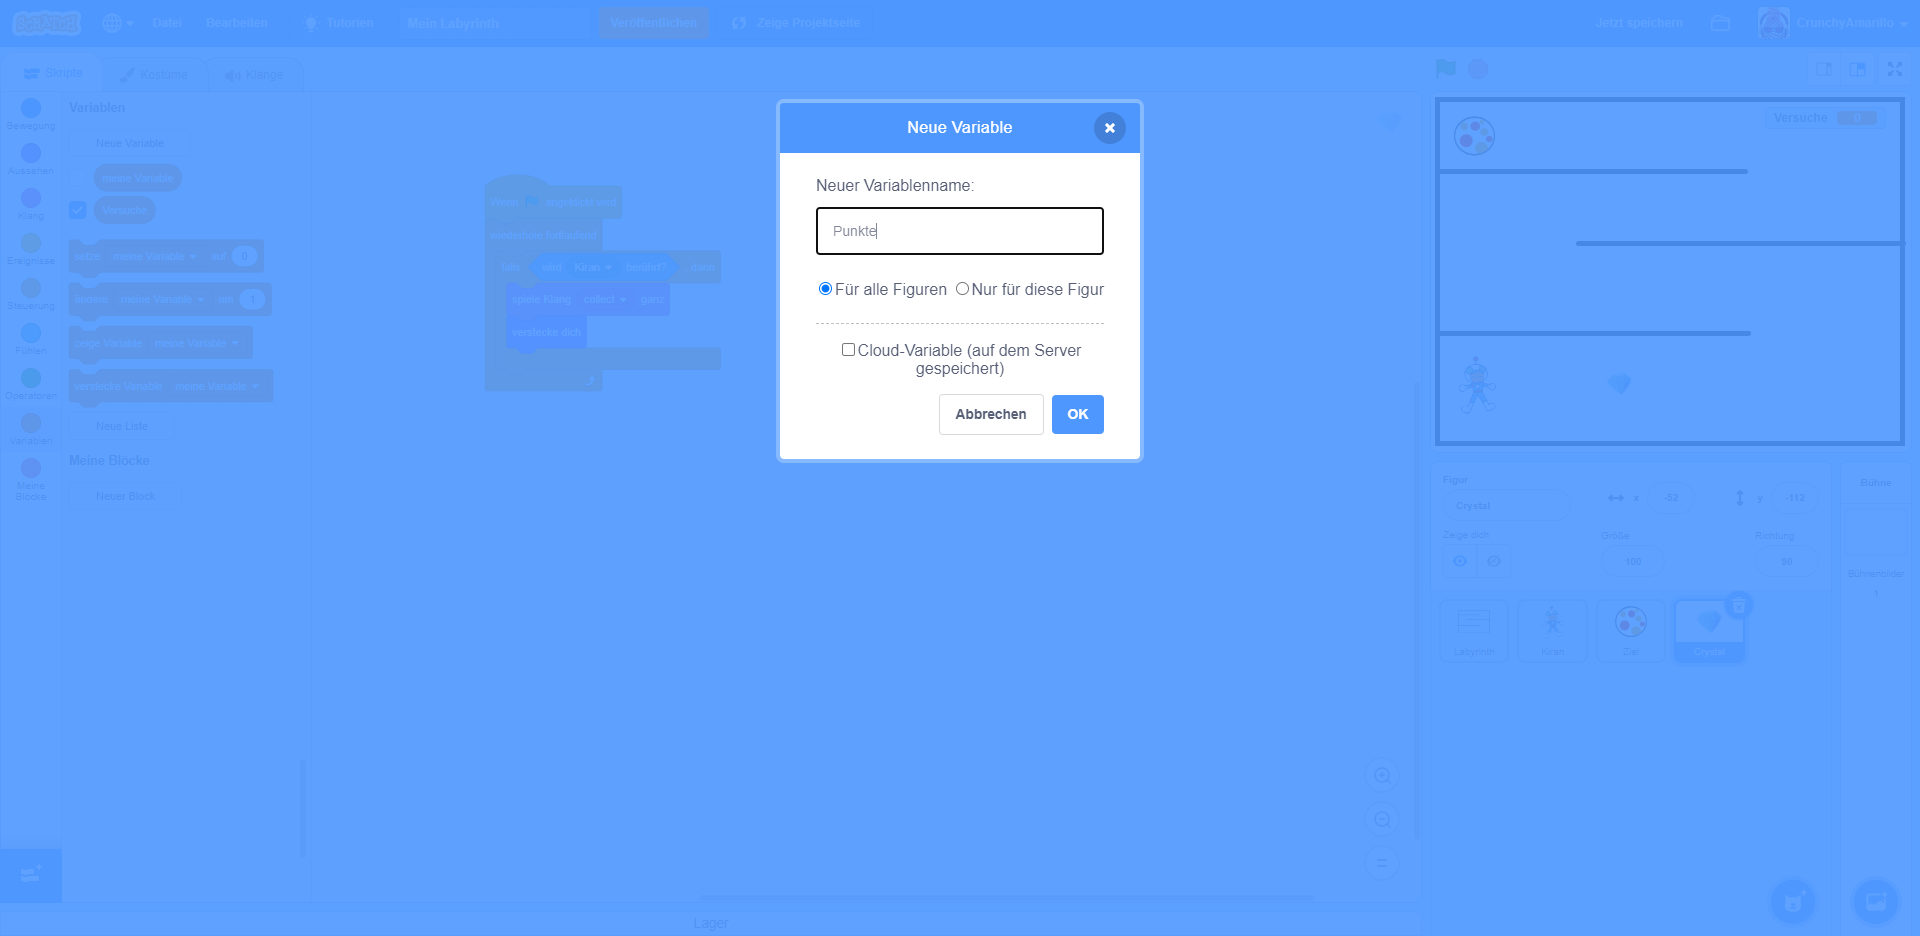 SCRATCH
Datei
Bearbeiten
Tutorien
Mein Labyrinth
Veröffentlichen
Zeige Projektseite
Jetzt speichern
CrunchyAmarillo
Skripte
Kostüme
Klänge
Bewegung
Aussehen
Klang
Ereignisse
Steuerung
Fühlen
Operatoren
Variablen
Meine
Blöcke
Variablen
Neue Variable
meine Variable
Versuche
setze meine Variable auf 0
ändere meine Variable um 1
zeige Variable meine Variable
verstecke Variable meine Variable
Neue Liste
Meine Blöcke
Neuer Block
Wenn angeklickt wird
wiederhole fortlaufend
falls wird Kiran berührt? dann
spiele Klang collect ganz
verstecke dich
Neue Variable
Neuer Variablenname:
Punkte
Für alle Figuren Nur für diese Figur
Cloud-Variable (auf dem Server
gespeichert)
Abbrechen
OK
Versuche 0
Figur
Crystal
x -52
y -112
Zeige dich
Größe
100
Richtung
90
Labyrinth
Kiran
Ziel
Crystal
Bühne
Bühnenbilder
1
Lager